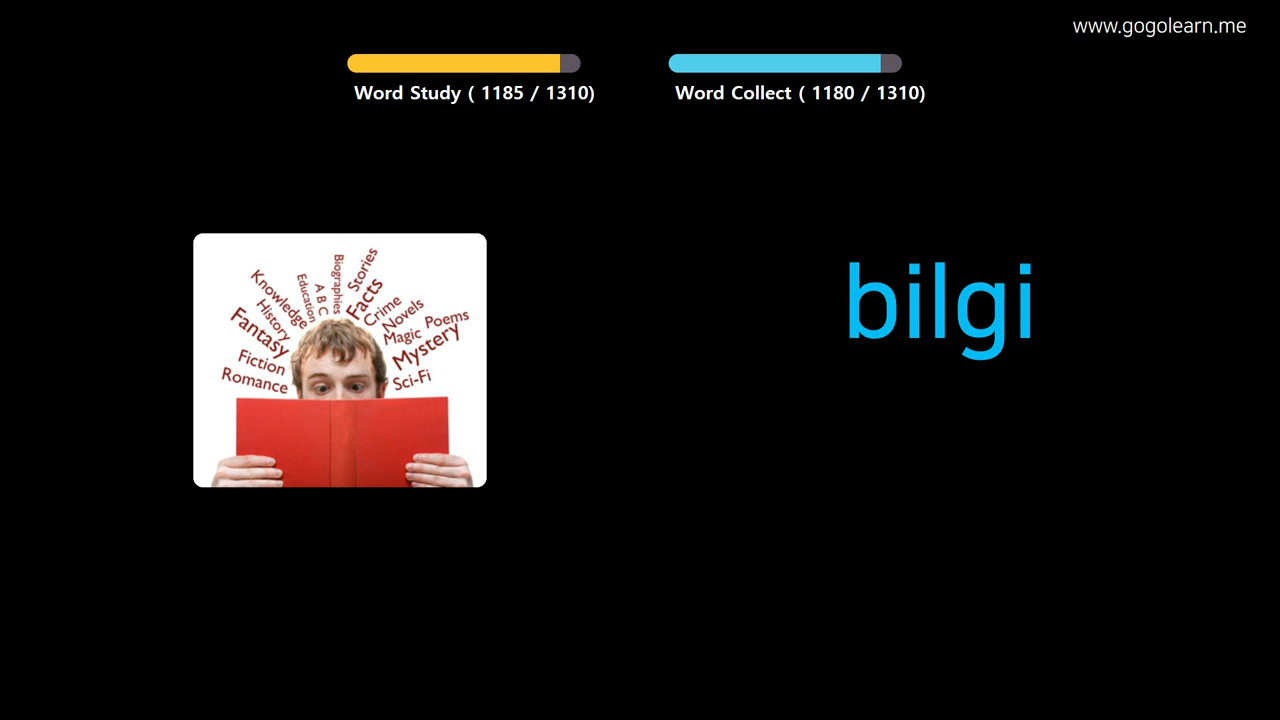 www.gogolearn.me
Word Study ( 1185 / 1310)
Word Collect ( 1180 / 1310)
bilgi
Biographies
Stories
Knowledge
Education
A B C
Facts
History
Crime
Novels
Fantasy
Magic
Poems
Fiction
Mystery
Romance
Sci-Fi